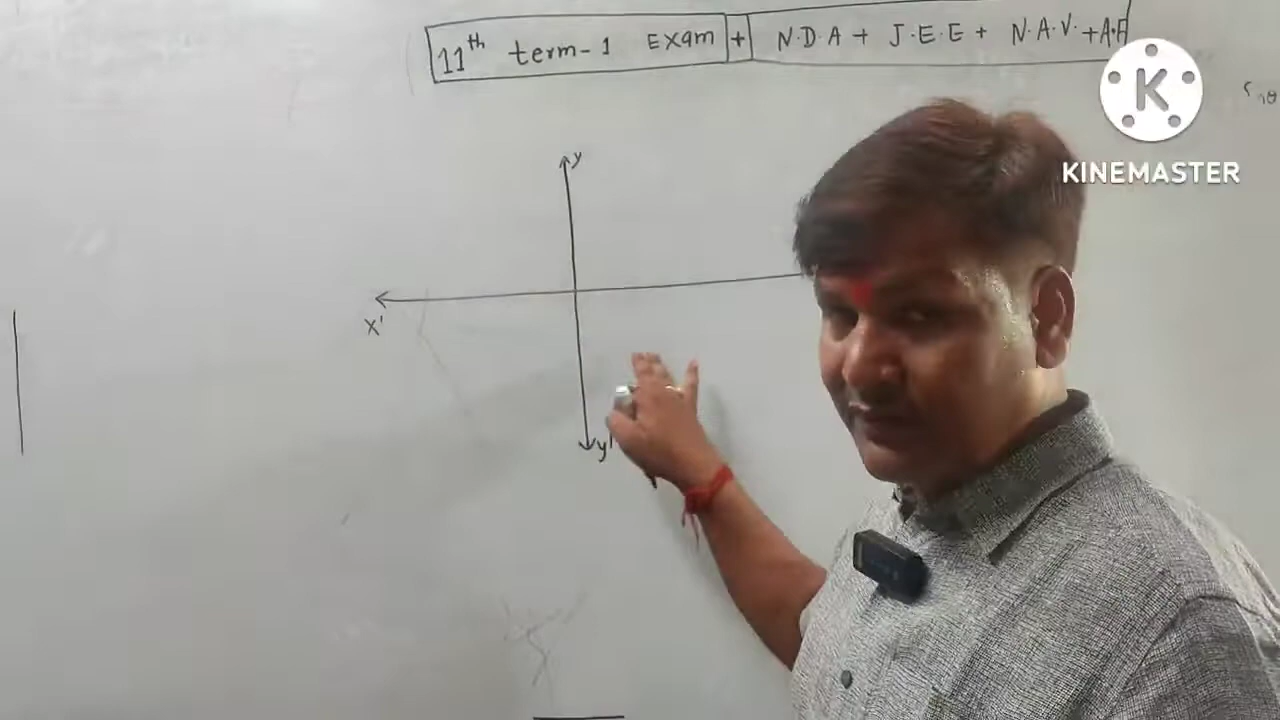 11th term-1 Exam + N.D.A + J.E.E + N.A.V. + A.F
K
KINEMASTER
y
x'
y'